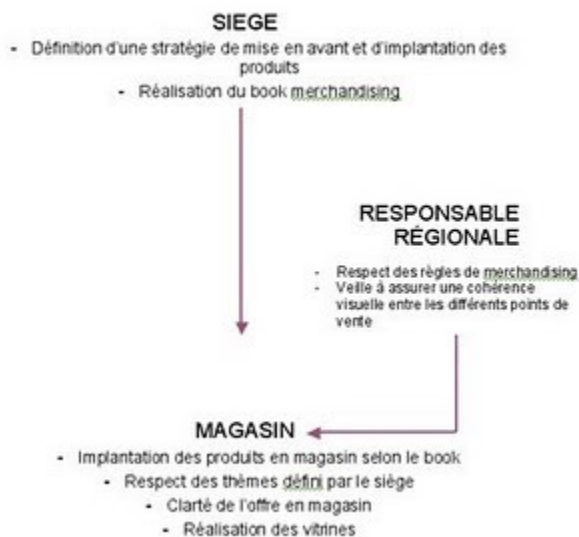 SIEGE
- Définition d'une stratégie de mise en avant et d'implantation des
produits
- Réalisation du book merchandising
RESPONSABLE
RÉGIONALE
- Respect des règles de merchandising
- Veille à assurer une cohérence
visuelle entre les différents points de
vente
MAGASIN
- Implantation des produits en magasin selon le book
- Respect des thèmes défini par le siège
- Clarté de l'offre en magasin
- Réalisation des vitrines